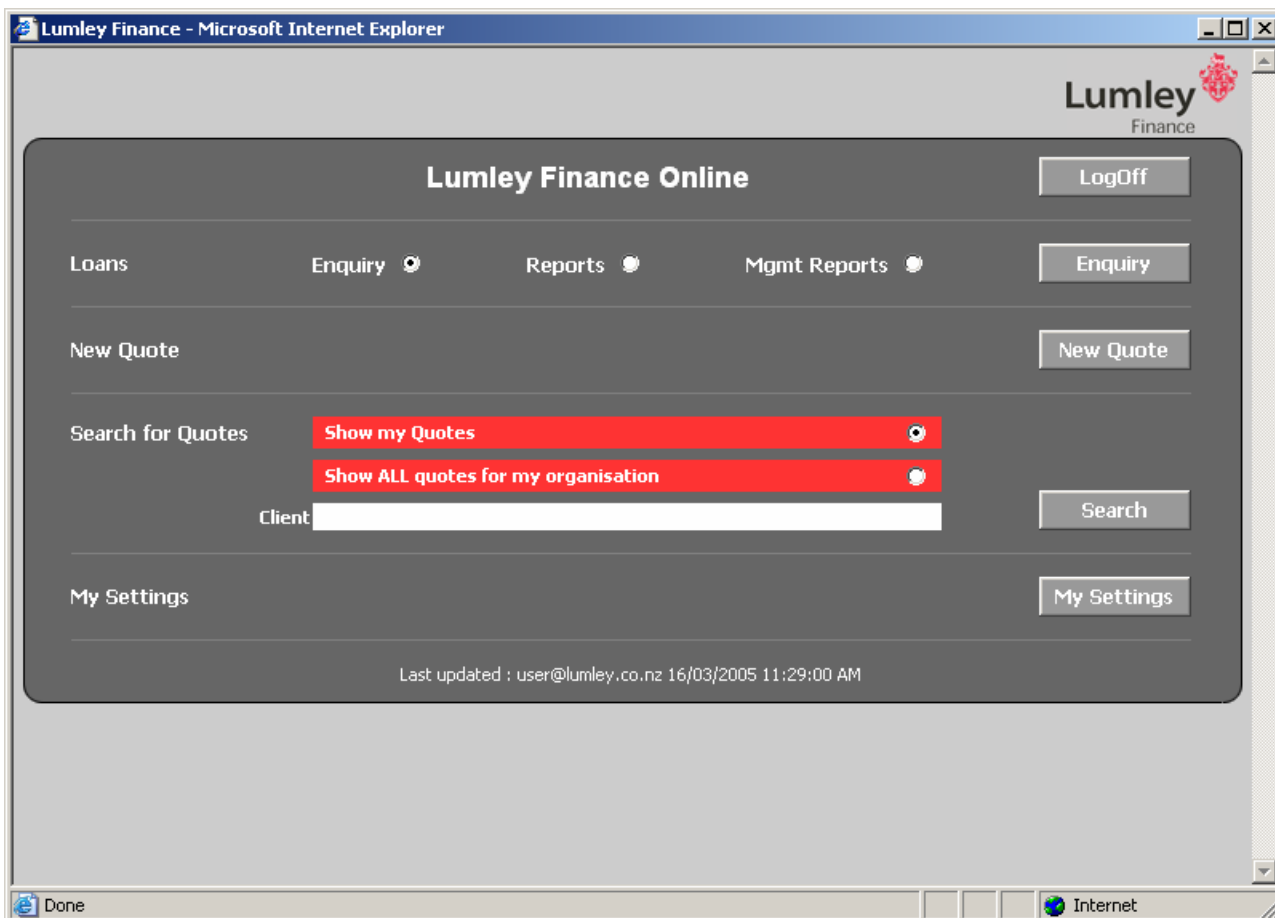 Lumley Finance - Microsoft Internet Explorer
Lumley
Finance
Lumley Finance Online
LogOff
Loans Enquiry Reports Mgmt Reports Enquiry
New Quote New Quote
Search for Quotes Show my Quotes
Show ALL quotes for my organisation
Client Search
My Settings My Settings
Last updated : user@lumley.co.nz 16/03/2005 11:29:00 AM
Done Internet